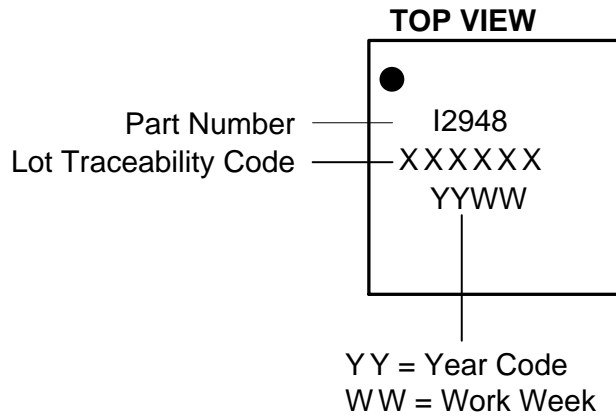 TOP VIEW
Part Number
I2948
Lot Traceability Code
XXXXXX
YYWW
YY = Year Code
WW = Work Week